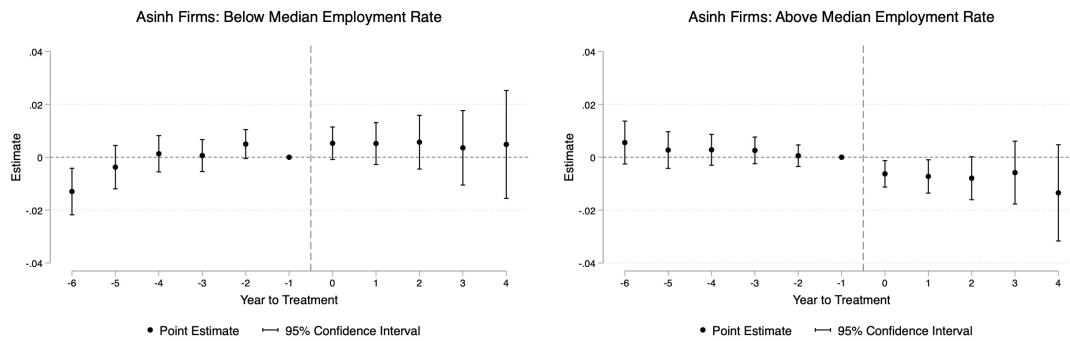 Asinh Firms: Below Median Employment Rate
.04
.02
0
-.02
-.04
Estimate
-6 -5 -4 -3 -2 -1 0 1 2 3 4
Year to Treatment
Point Estimate 95% Confidence Interval
Asinh Firms: Above Median Employment Rate
.04
.02
0
-.02
-.04
Estimate
-6 -5 -4 -3 -2 -1 0 1 2 3 4
Year to Treatment
Point Estimate 95% Confidence Interval